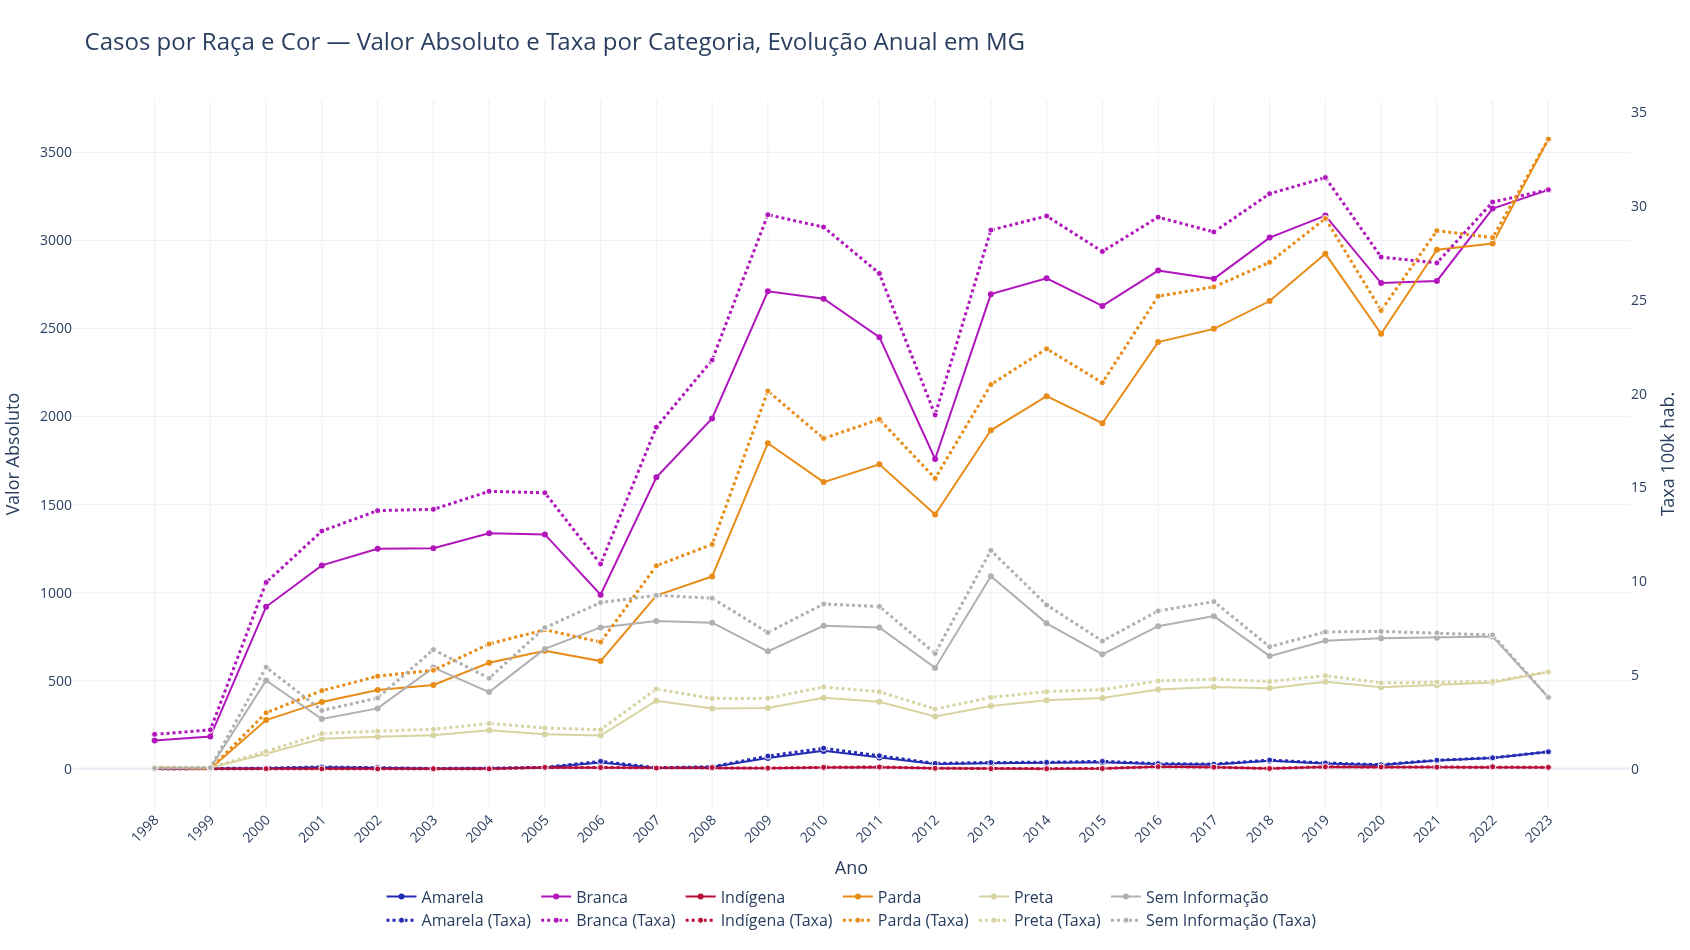 Casos por Raça e Cor — Valor Absoluto e Taxa por Categoria, Evolução Anual em MG
Valor Absoluto
3500
3000
2500
2000
1500
1000
500
0
35
30
25
20
15
10
5
0
Taxa 100k hab.
1998 1999 2000 2001 2002 2003 2004 2005 2006 2007 2008 2009 2010 2011 2012 2013 2014 2015 2016 2017 2018 2019 2020 2021 2022 2023
Ano
Amarela Branca Indígena Parda Preta Sem Informação
Amarela (Taxa) Branca (Taxa) Indígena (Taxa) Parda (Taxa) Preta (Taxa) Sem Informação (Taxa)